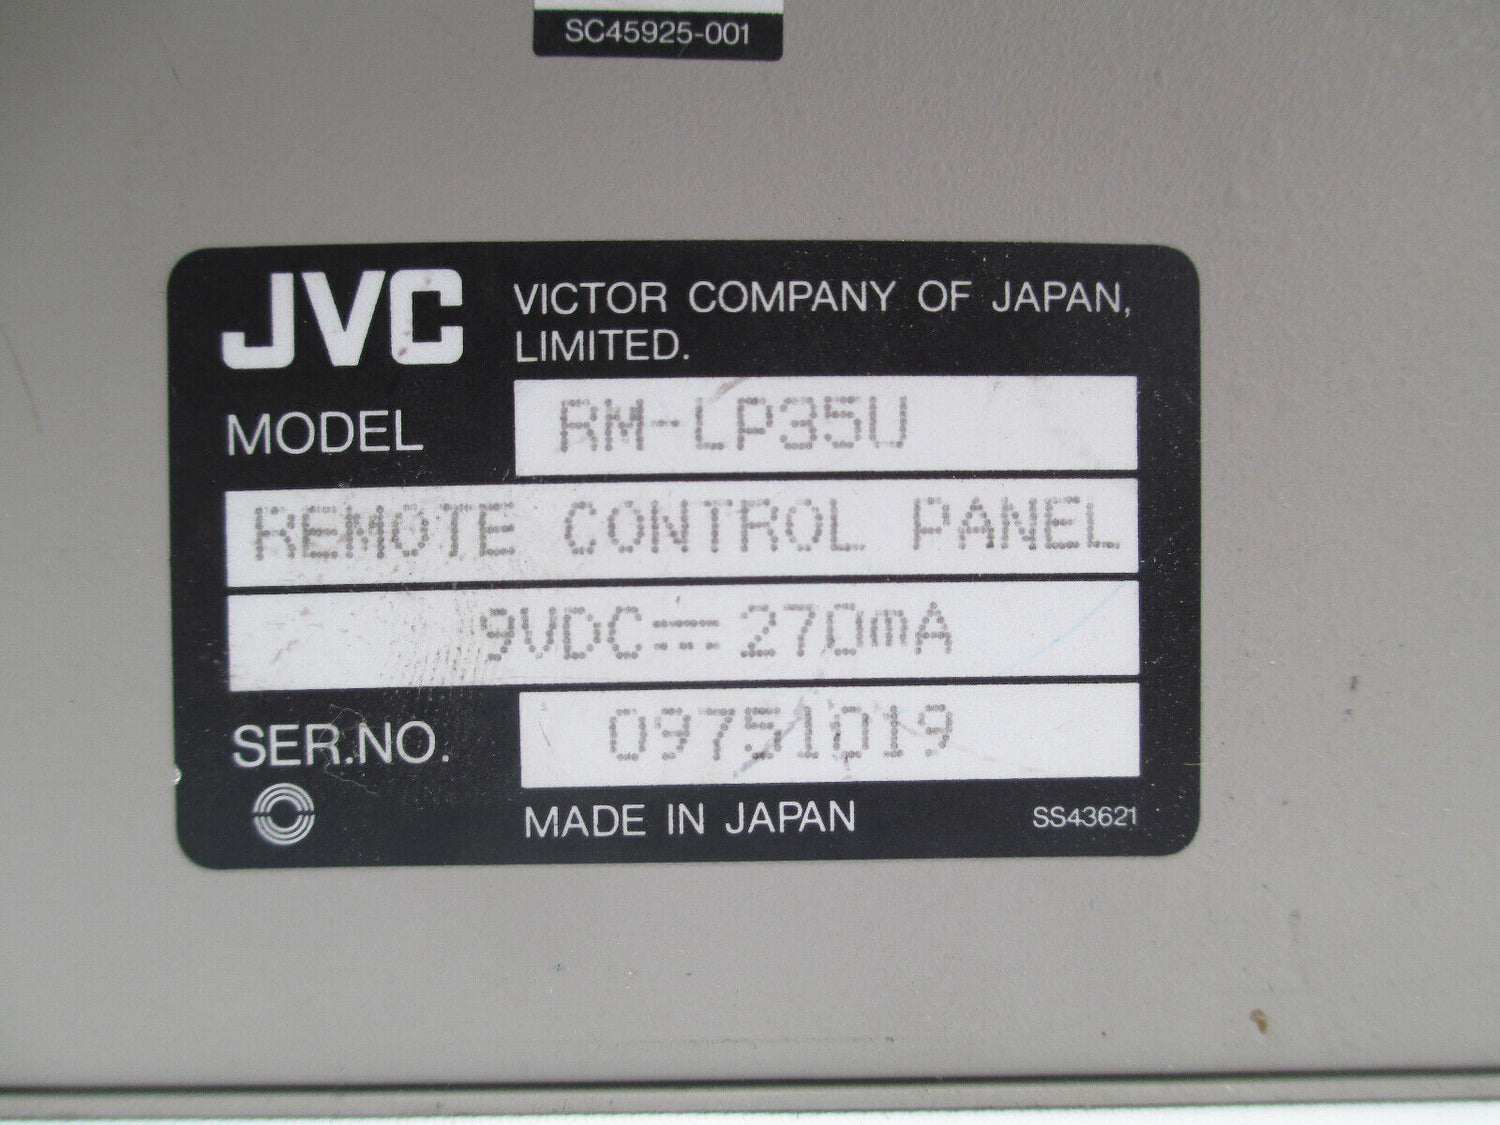 SC45925-001
JVC
VICTOR COMPANY OF JAPAN,
LIMITED.
MODEL RM-LP35U
REMOTE CONTROL PANEL
9VDC⎓270mA
SER.NO. 09751019
MADE IN JAPAN SS43621